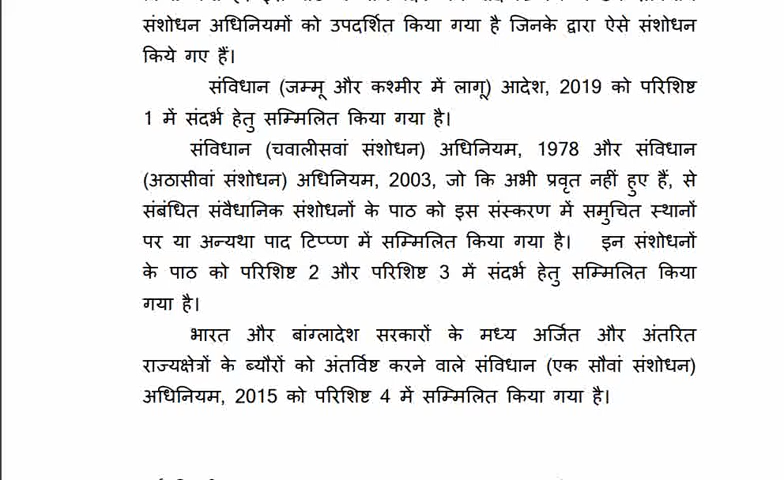 संशोधन अधिनियमों को उपदर्शित किया गया है जिनके द्वारा ऐसे संशोधन
किये गए हैं।
संविधान (जम्मू और कश्मीर में लागू) आदेश, 2019 को परिशिष्ट
1 में संदर्भ हेतु सम्मिलित किया गया है।
संविधान (चवालीसवां संशोधन) अधिनियम, 1978 और संविधान
(अठासीवां संशोधन) अधिनियम, 2003, जो कि अभी प्रवृत नहीं हुए हैं, से
संबंधित संवैधानिक संशोधनों के पाठ को इस संस्करण में समुचित स्थानों
पर या अन्यथा पाद टिप्प्ण में सम्मिलित किया गया है। इन संशोधनों
के पाठ को परिशिष्ट 2 और परिशिष्ट 3 में संदर्भ हेतु सम्मिलित किया
गया है।
भारत और बांग्लादेश सरकारों के मध्य अर्जित और अंतरित
राज्यक्षेत्रों के ब्यौरों को अंतर्विष्ट करने वाले संविधान (एक सौवां संशोधन)
अधिनियम, 2015 को परिशिष्ट 4 में सम्मिलित किया गया है।